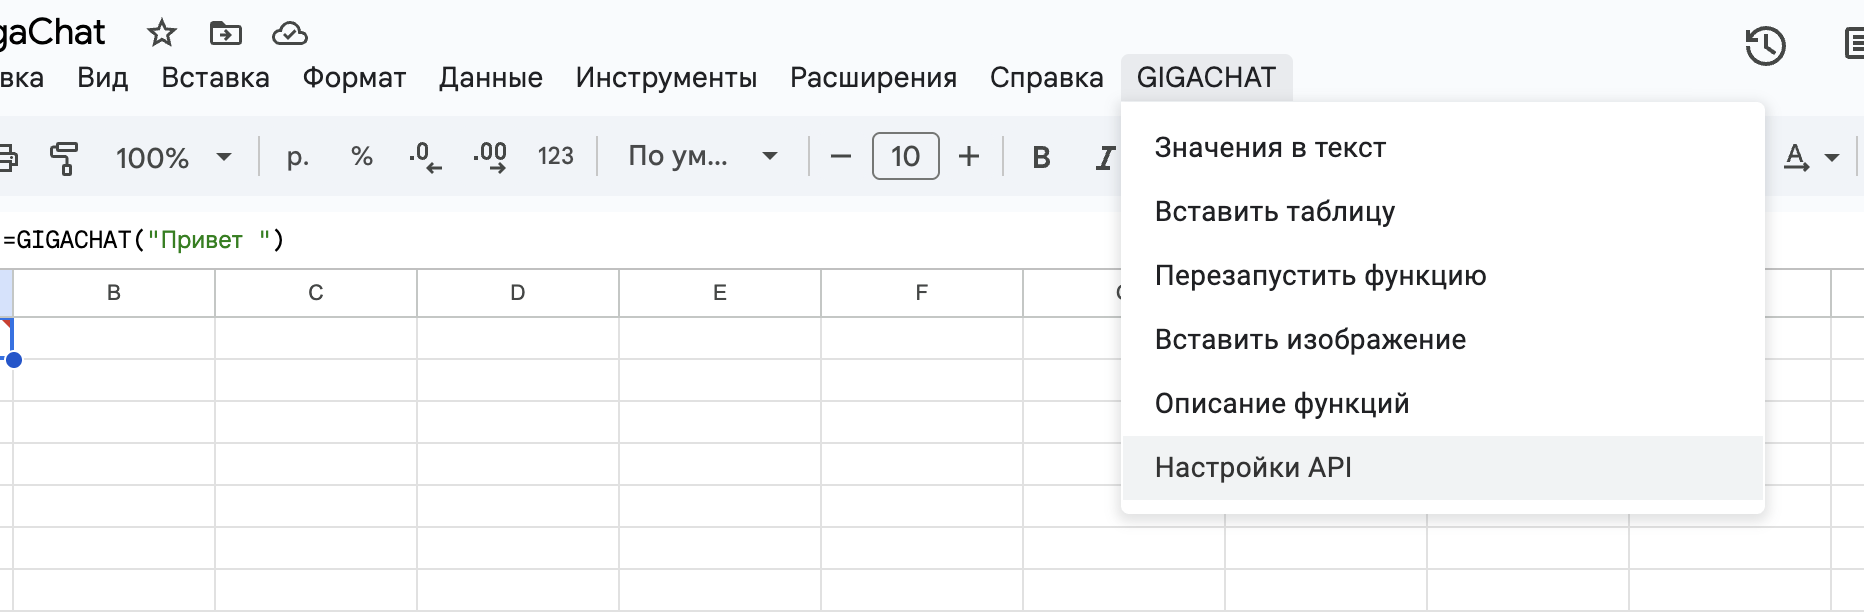 gaChat
вка Вид Вставка Формат Данные Инструменты Расширения Справка GIGACHAT
100% р. % .0 .00 123 По ум... 10 B I A
=GIGACHAT("Привет ")
B C D E F
Значения в текст
Вставить таблицу
Перезапустить функцию
Вставить изображение
Описание функций
Настройки API